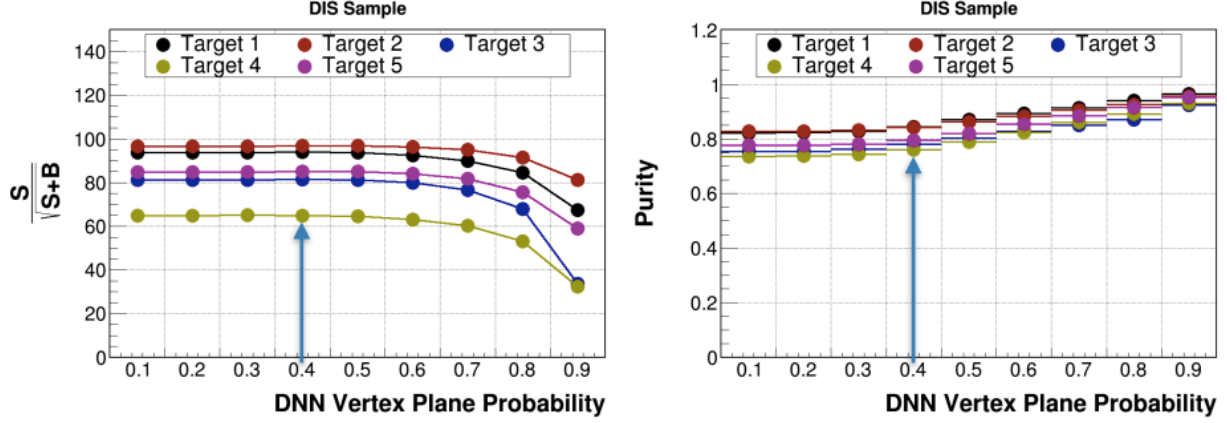 DIS Sample
Target 1 Target 2 Target 3
Target 4 Target 5
140
120
100
80
60
40
20
0
S
√S+B
0.1 0.2 0.3 0.4 0.5 0.6 0.7 0.8 0.9
DNN Vertex Plane Probability
DIS Sample
Target 1 Target 2 Target 3
Target 4 Target 5
1.2
1
0.8
0.6
0.4
0.2
0
Purity
0.1 0.2 0.3 0.4 0.5 0.6 0.7 0.8 0.9
DNN Vertex Plane Probability